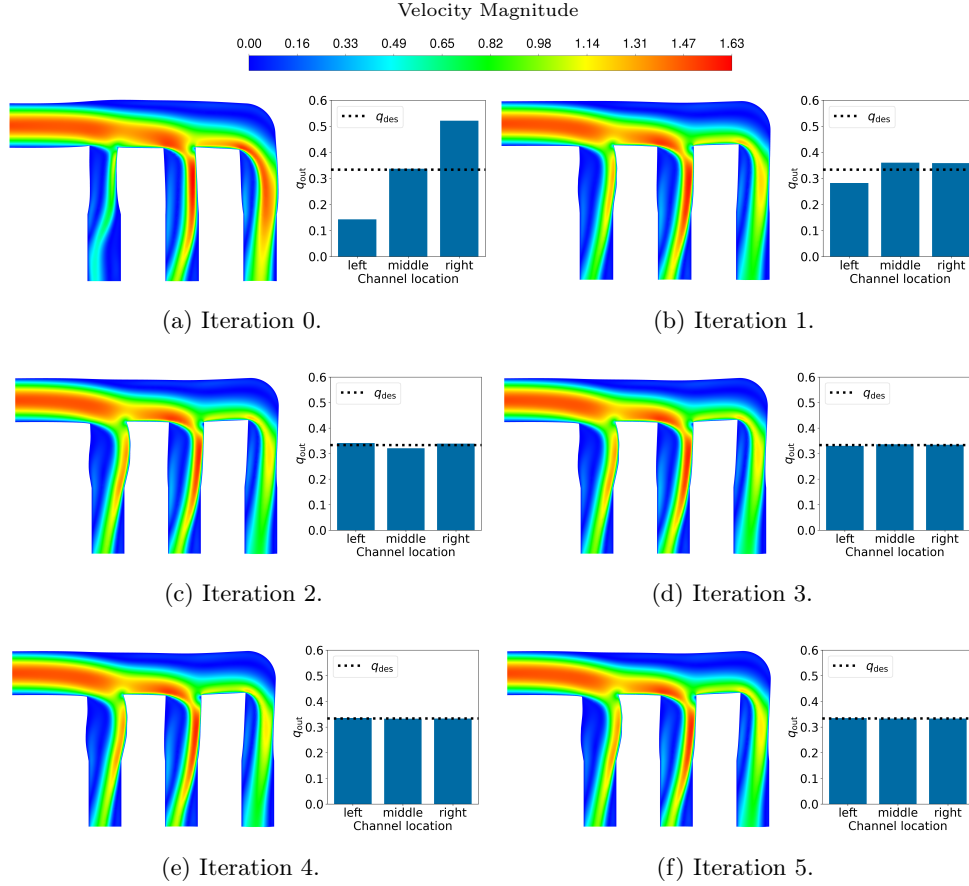 Velocity Magnitude
0.00 0.16 0.33 0.49 0.65 0.82 0.98 1.14 1.31 1.47 1.63
0.6
0.5
0.4
0.3
0.2
0.1
0.0
q_out
q_des
left middle right
Channel location
(a) Iteration 0.
0.6
0.5
0.4
0.3
0.2
0.1
0.0
q_out
q_des
left middle right
Channel location
(b) Iteration 1.
0.6
0.5
0.4
0.3
0.2
0.1
0.0
q_out
q_des
left middle right
Channel location
(c) Iteration 2.
0.6
0.5
0.4
0.3
0.2
0.1
0.0
q_out
q_des
left middle right
Channel location
(d) Iteration 3.
0.6
0.5
0.4
0.3
0.2
0.1
0.0
q_out
q_des
left middle right
Channel location
(e) Iteration 4.
0.6
0.5
0.4
0.3
0.2
0.1
0.0
q_out
q_des
left middle right
Channel location
(f) Iteration 5.